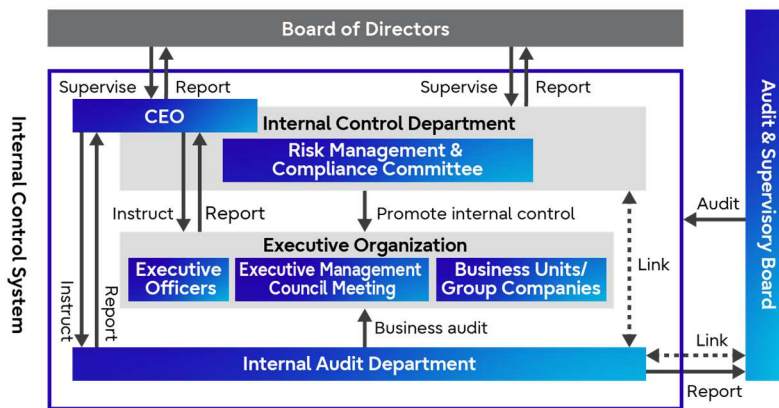 Board of Directors
Supervise
Report
Supervise
Report
CEO
Internal Control Department
Risk Management &
Compliance Committee
Instruct
Report
Promote internal control
Executive Organization
Executive
Officers
Executive Management
Council Meeting
Business Units/
Group Companies
Instruct
Report
Business audit
Internal Audit Department
Link
Audit
Link
Report
Internal Control System
Audit & Supervisory Board